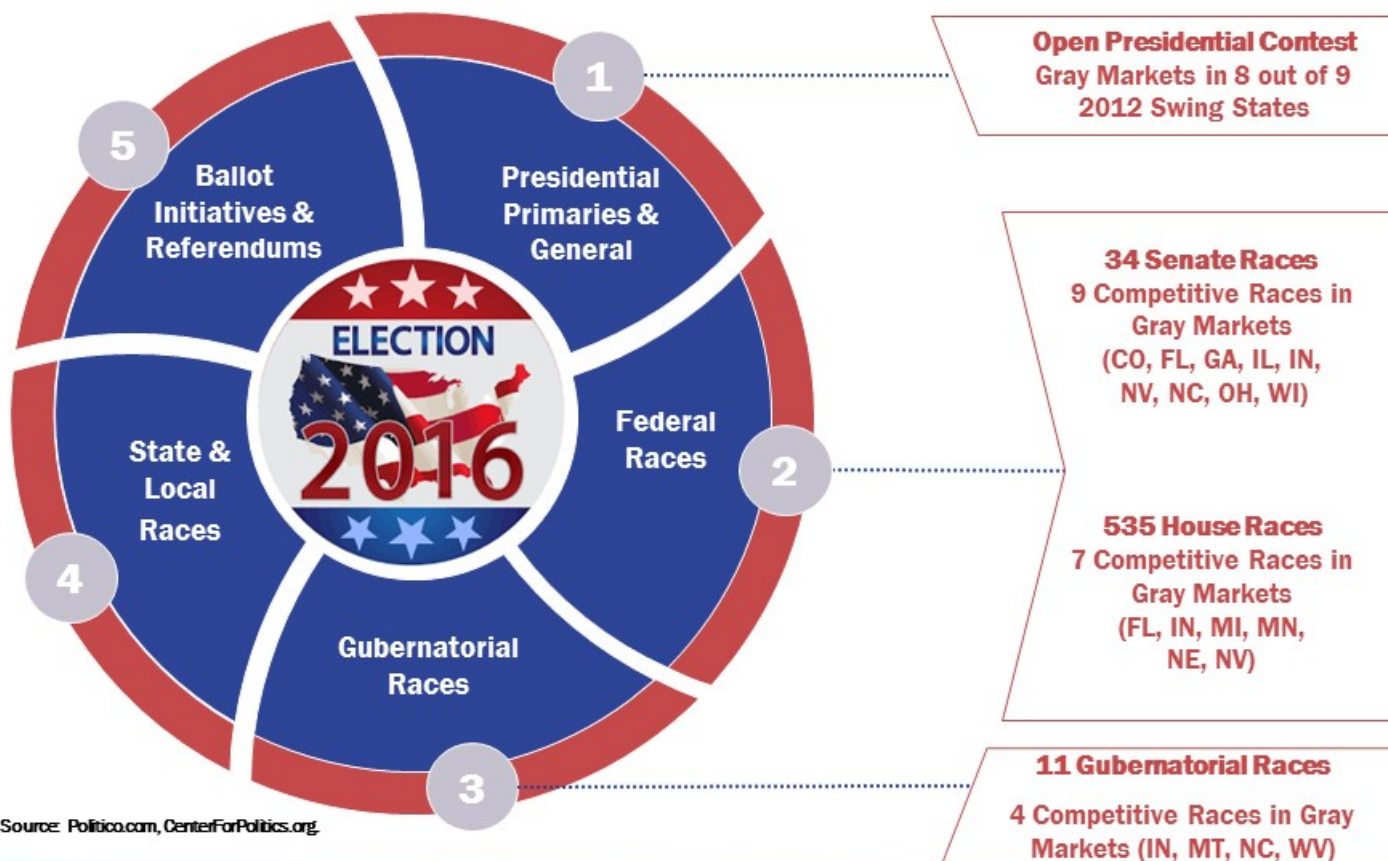 1
Open Presidential Contest
Gray Markets in 8 out of 9
2012 Swing States
5
Ballot
Initiatives &
Referendums
Presidential
Primaries &
General
34 Senate Races
9 Competitive Races in
Gray Markets
(CO, FL, GA, IL, IN,
NV, NC, OH, WI)
ELECTION
2016
Federal
Races
2
State &
Local
Races
4
535 House Races
7 Competitive Races in
Gray Markets
(FL, IN, MI, MN,
NE, NV)
Gubernatorial
Races
3
11 Gubernatorial Races
4 Competitive Races in Gray
Markets (IN, MT, NC, WV)
Source: Politico.com, CenterForPolitics.org.